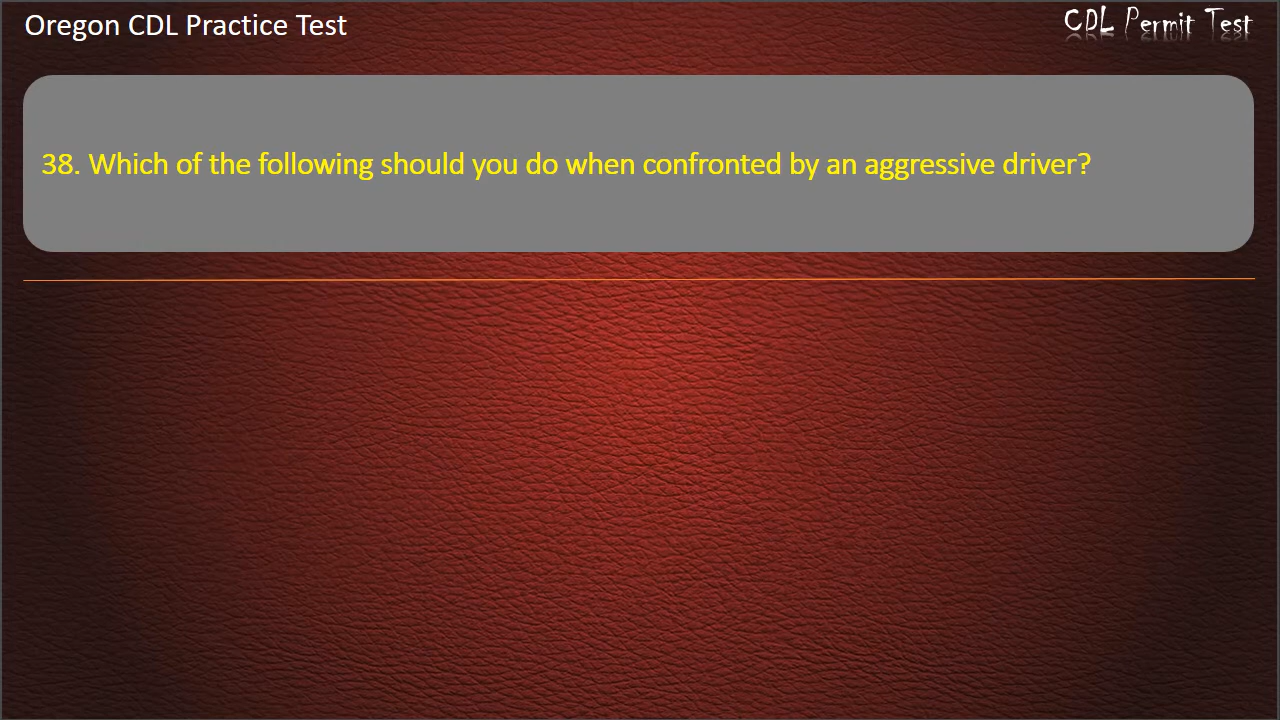 Oregon CDL Practice Test
CDL Permit Test
38. Which of the following should you do when confronted by an aggressive driver?